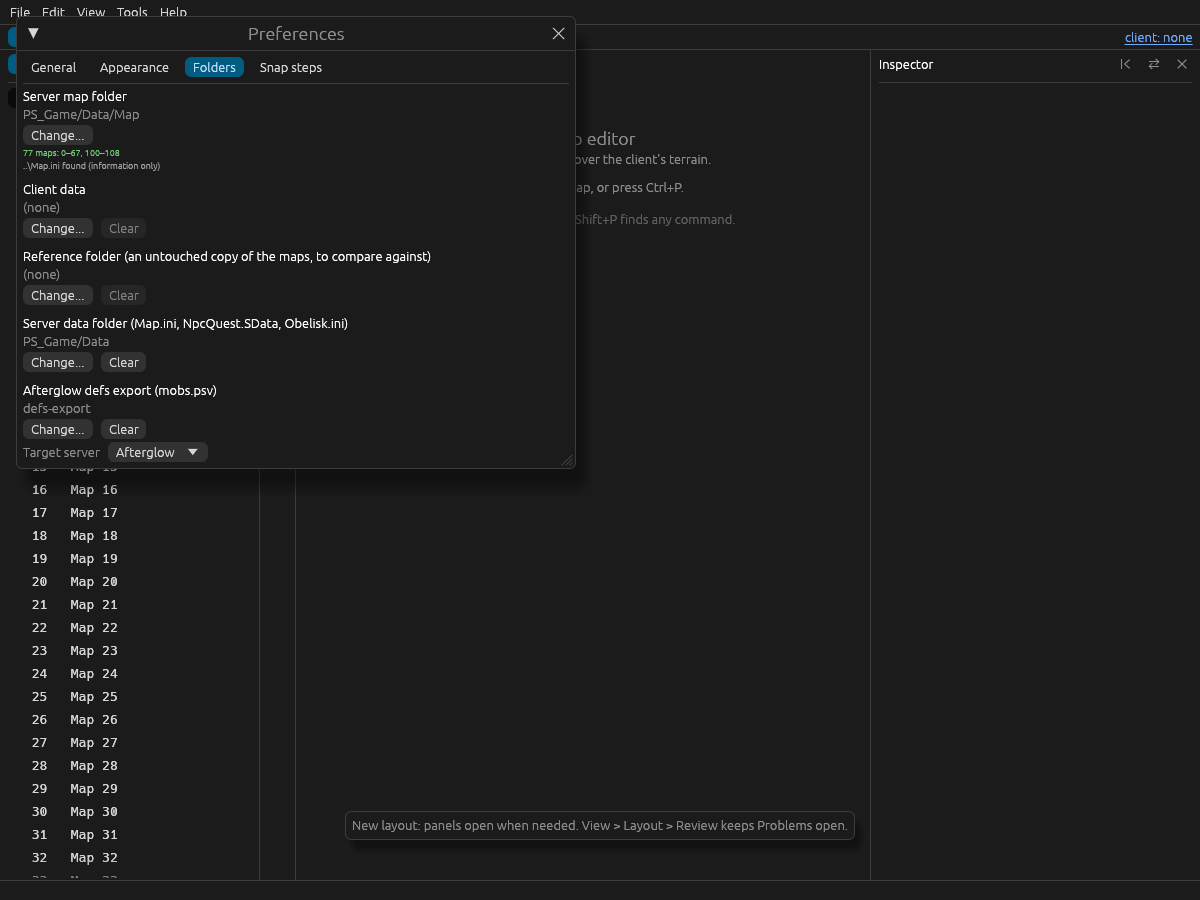 File Edit View Tools Help
Preferences
client: none
General Appearance Folders Snap steps
Inspector
Server map folder
PS_Game/Data/Map
Change...
77 maps: 0–67, 100–108
..\Map.ini found (information only)
editor
over the client's terrain.
Client data
(none)
Change... Clear
or press Ctrl+P.
Shift+P finds any command.
Reference folder (an untouched copy of the maps, to compare against)
(none)
Change... Clear
Server data folder (Map.ini, NpcQuest.SData, Obelisk.ini)
PS_Game/Data
Change... Clear
Afterglow defs export (mobs.psv)
defs-export
Change... Clear
Target server Afterglow
16 Map 16
17 Map 17
18 Map 18
19 Map 19
20 Map 20
21 Map 21
22 Map 22
23 Map 23
24 Map 24
25 Map 25
26 Map 26
27 Map 27
28 Map 28
29 Map 29
30 Map 30
31 Map 31
32 Map 32
New layout: panels open when needed. View > Layout > Review keeps Problems open.